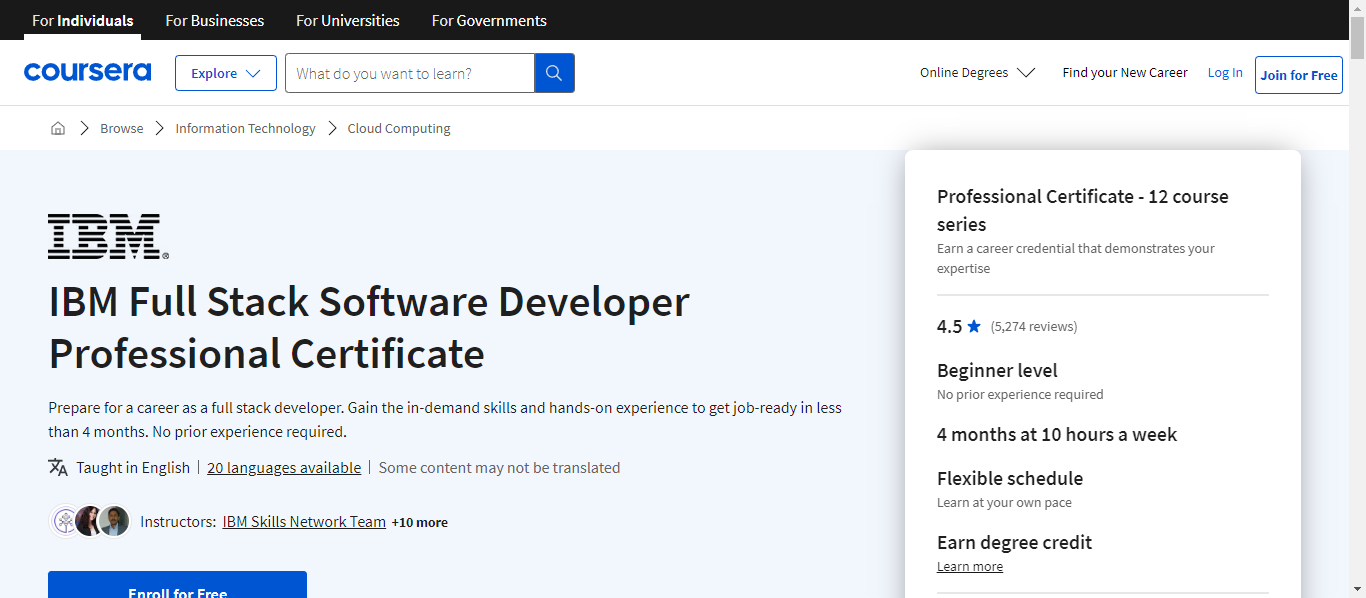 For Individuals For Businesses For Universities For Governments
coursera Explore What do you want to learn? Online Degrees Find your New Career Log In Join for Free
Browse Information Technology Cloud Computing
IBM®
IBM Full Stack Software Developer
Professional Certificate
Prepare for a career as a full stack developer. Gain the in-demand skills and hands-on experience to get job-ready in less
than 4 months. No prior experience required.
Taught in English | 20 languages available | Some content may not be translated
Instructors: IBM Skills Network Team +10 more
Enroll for Free
Professional Certificate - 12 course
series
Earn a career credential that demonstrates your
expertise
4.5 (5,274 reviews)
Beginner level
No prior experience required
4 months at 10 hours a week
Flexible schedule
Learn at your own pace
Earn degree credit
Learn more